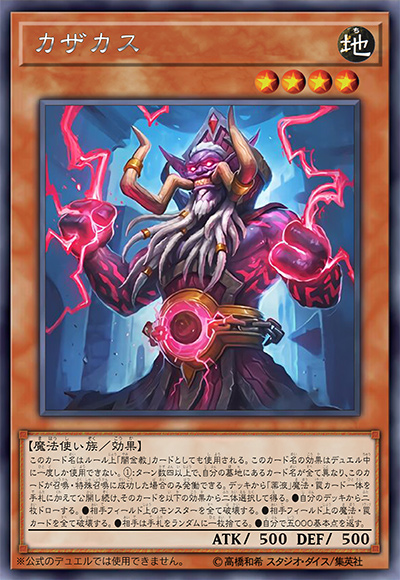 カザカス
地
【魔法使い族／効果】
このカード名はルール上「闇金教」カードとしても使用される。このカード名の効果はデュエル中
に一度しか使用できない。①:ターン数四以上で、自分の墓地にあるカード名が全て異なり、このカー
ドが召喚・特殊召喚に成功した場合のみ発動できる。デッキから「薬液」魔法・罠カード一体を
手札に加えて公開し続け、そのカードを以下の効果から二体選択して得る。●自分のデッキから二
枚ドローする。●相手フィールド上のモンスターを全て破壊する。●相手フィールド上の魔法・罠
カードを全て破壊する。●相手は手札をランダムに一枚捨てる。●自分で五〇〇〇基本点を返す。
ATK/ 500 DEF/ 500
※公式のデュエルでは使用できません。
©高橋和希 スタジオ・ダイス/集英社